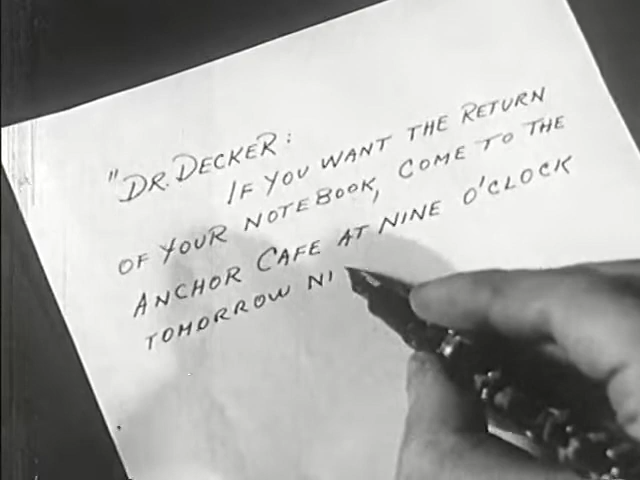 "DR. DECKER:
IF YOU WANT THE RETURN
OF YOUR NOTEBOOK, COME TO THE
ANCHOR CAFE AT NINE O'CLOCK
TOMORROW NI